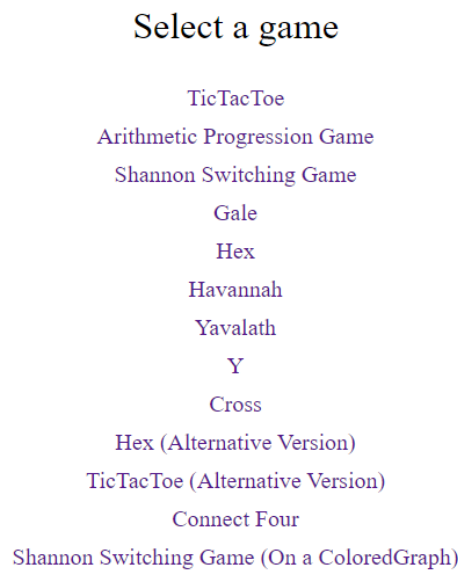 Select a game
TicTacToe
Arithmetic Progression Game
Shannon Switching Game
Gale
Hex
Havannah
Yavalath
Y
Cross
Hex (Alternative Version)
TicTacToe (Alternative Version)
Connect Four
Shannon Switching Game (On a ColoredGraph)